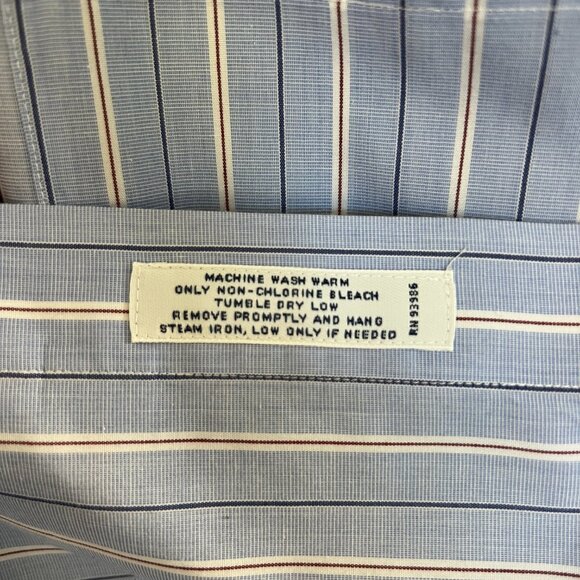 MACHINE WASH WARM
ONLY NON-CHLORINE BLEACH
TUMBLE DRY LOW
REMOVE PROMPTLY AND HANG
STEAM IRON, LOW ONLY IF NEEDED
RN 93986